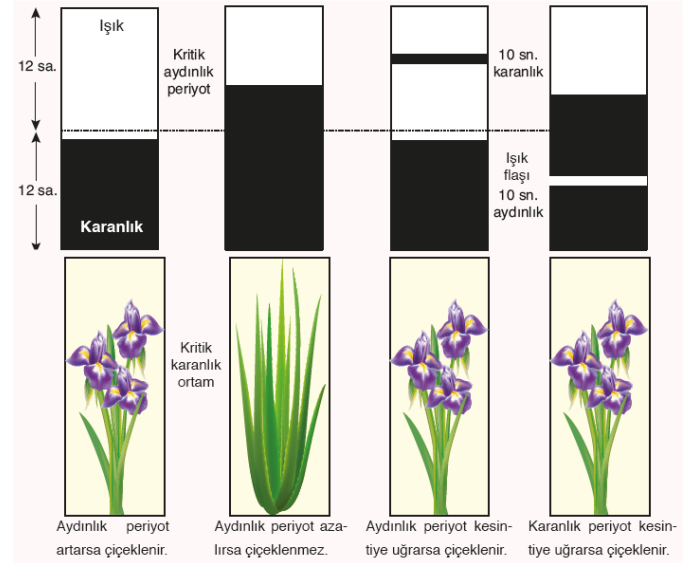 Işık
12 sa.
Kritik
aydınlık
periyot
10 sn.
karanlık
12 sa.
Karanlık
Işık
flaşı
10 sn.
aydınlık
Kritik
karanlık
ortam
Aydınlık periyot
artarsa çiçeklenir.
Aydınlık periyot aza-
lırsa çiçeklenmez.
Aydınlık periyot kesin-
tiye uğrarsa çiçeklenir.
Karanlık periyot kesin-
tiye uğrarsa çiçeklenir.